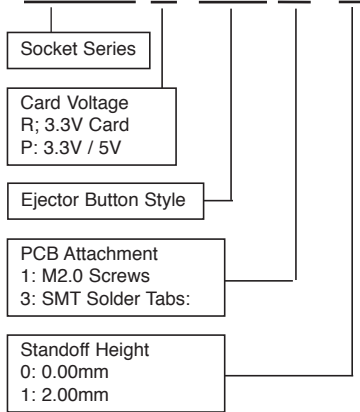 Socket Series
Card Voltage
R; 3.3V Card
P: 3.3V / 5V
Ejector Button Style
PCB Attachment
1: M2.0 Screws
3: SMT Solder Tabs:
Standoff Height
0: 0.00mm
1: 2.00mm